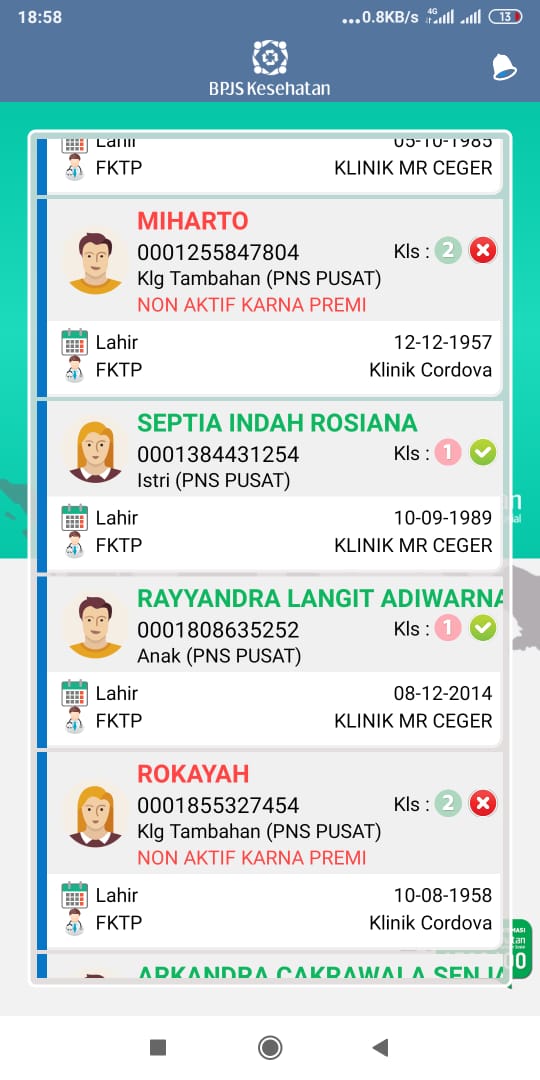 18:58
...0.8KB/s 4G 13
BPJS Kesehatan
Lahir 05-10-1985
FKTP KLINIK MR CEGER
MIHARTO
0001255847804 Kls : 2
Klg Tambahan (PNS PUSAT)
NON AKTIF KARNA PREMI
Lahir 12-12-1957
FKTP Klinik Cordova
SEPTIA INDAH ROSIANA
0001384431254 Kls : 1
Istri (PNS PUSAT)
Lahir 10-09-1989
FKTP KLINIK MR CEGER
RAYYANDRA LANGIT ADIWARNA
0001808635252 Kls : 1
Anak (PNS PUSAT)
Lahir 08-12-2014
FKTP KLINIK MR CEGER
ROKAYAH
0001855327454 Kls : 2
Klg Tambahan (PNS PUSAT)
NON AKTIF KARNA PREMI
Lahir 10-08-1958
FKTP Klinik Cordova
ARKANDRA CAKRAWALA SENJA